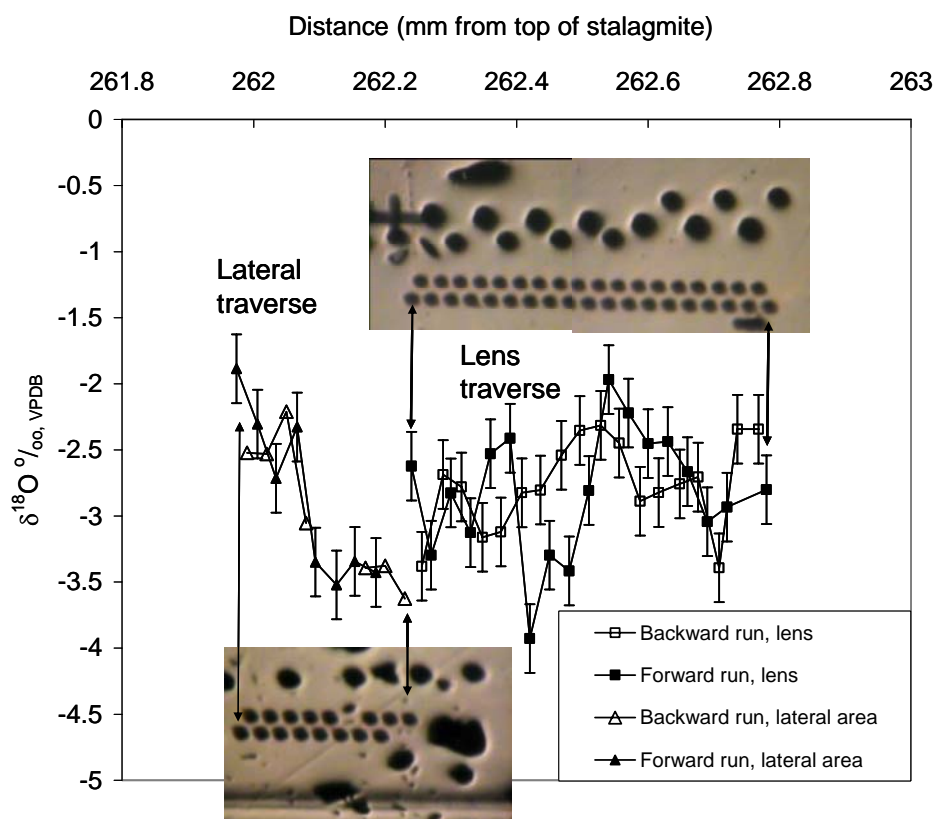 Distance (mm from top of stalagmite)
261.8 262 262.2 262.4 262.6 262.8 263
0
-0.5
-1
-1.5
-2
-2.5
-3
-3.5
-4
-4.5
-5
δ¹⁸O ⁰/₀₀, VPDB
Lateral
traverse
Lens
traverse
Backward run, lens
Forward run, lens
Backward run, lateral area
Forward run, lateral area